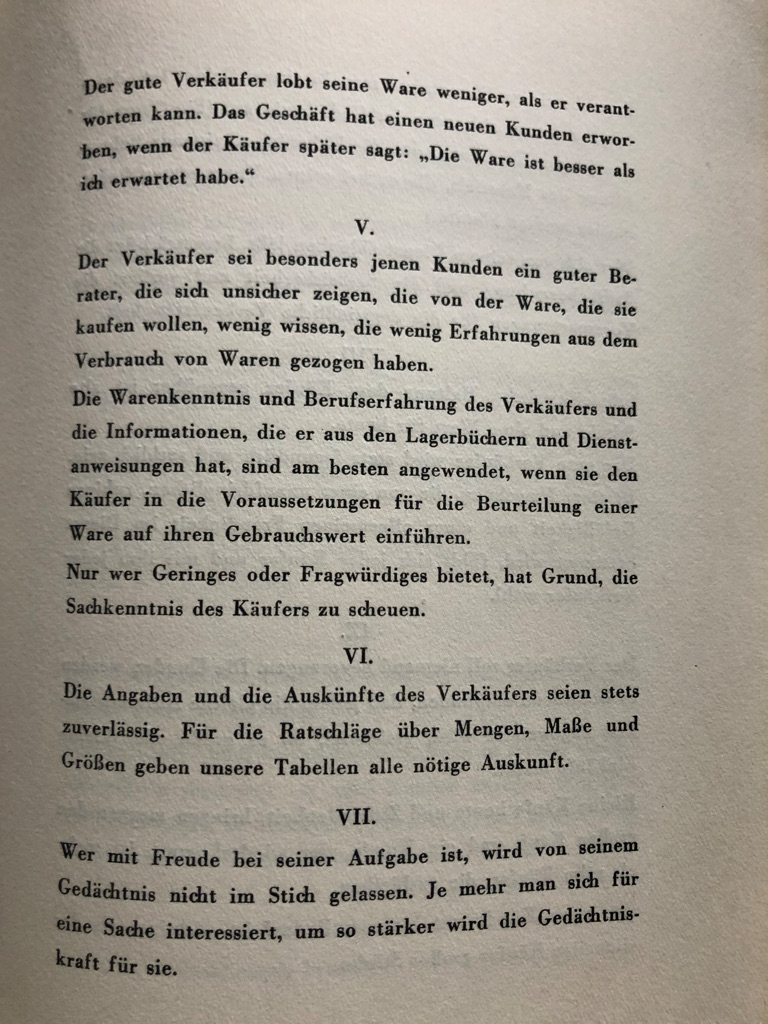 Der gute Verkäufer lobt seine Ware weniger, als er verant-
worten kann. Das Geschäft hat einen neuen Kunden erwor-
ben, wenn der Käufer später sagt: „Die Ware ist besser als
ich erwartet habe.“
V.
Der Verkäufer sei besonders jenen Kunden ein guter Be-
rater, die sich unsicher zeigen, die von der Ware, die sie
kaufen wollen, wenig wissen, die wenig Erfahrungen aus dem
Verbrauch von Waren gezogen haben.
Die Warenkenntnis und Berufserfahrung des Verkäufers und
die Informationen, die er aus den Lagerbüchern und Dienst-
anweisungen hat, sind am besten angewendet, wenn sie den
Käufer in die Voraussetzungen für die Beurteilung einer
Ware auf ihren Gebrauchswert einführen.
Nur wer Geringes oder Fragwürdiges bietet, hat Grund, die
Sachkenntnis des Käufers zu scheuen.
VI.
Die Angaben und die Auskünfte des Verkäufers seien stets
zuverlässig. Für die Ratschläge über Mengen, Maße und
Größen geben unsere Tabellen alle nötige Auskunft.
VII.
Wer mit Freude bei seiner Aufgabe ist, wird von seinem
Gedächtnis nicht im Stich gelassen. Je mehr man sich für
eine Sache interessiert, um so stärker wird die Gedächtnis-
kraft für sie.